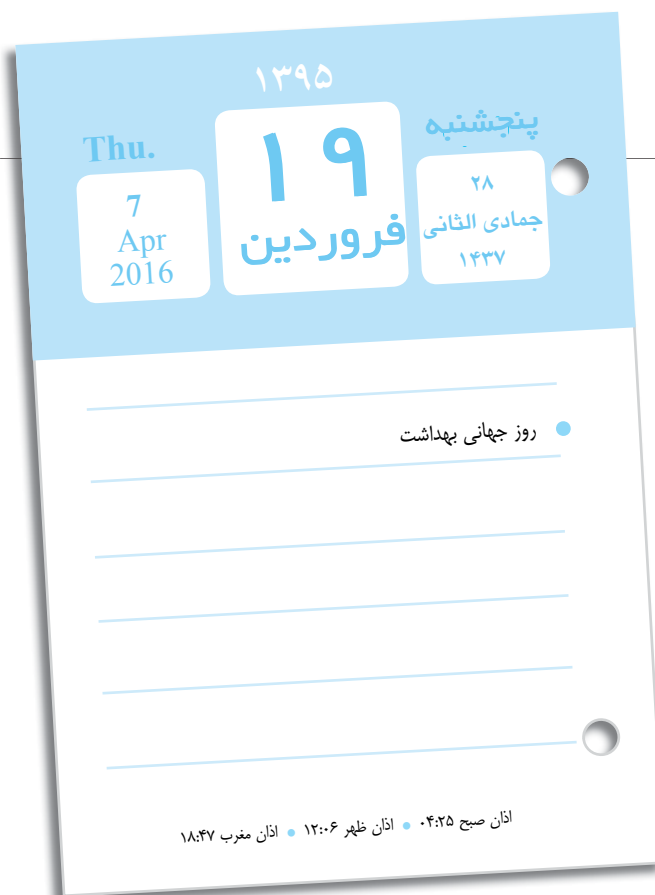 ۱۳۹۵
پنجشنبه
۲۸
جمادی الثانی
۱۴۳۷
۱۹
فروردین
Thu.
7
Apr
2016
روز جهانی بهداشت
اذان صبح ۰۴:۲۵ • اذان ظهر ۱۲:۰۶ • اذان مغرب ۱۸:۴۷